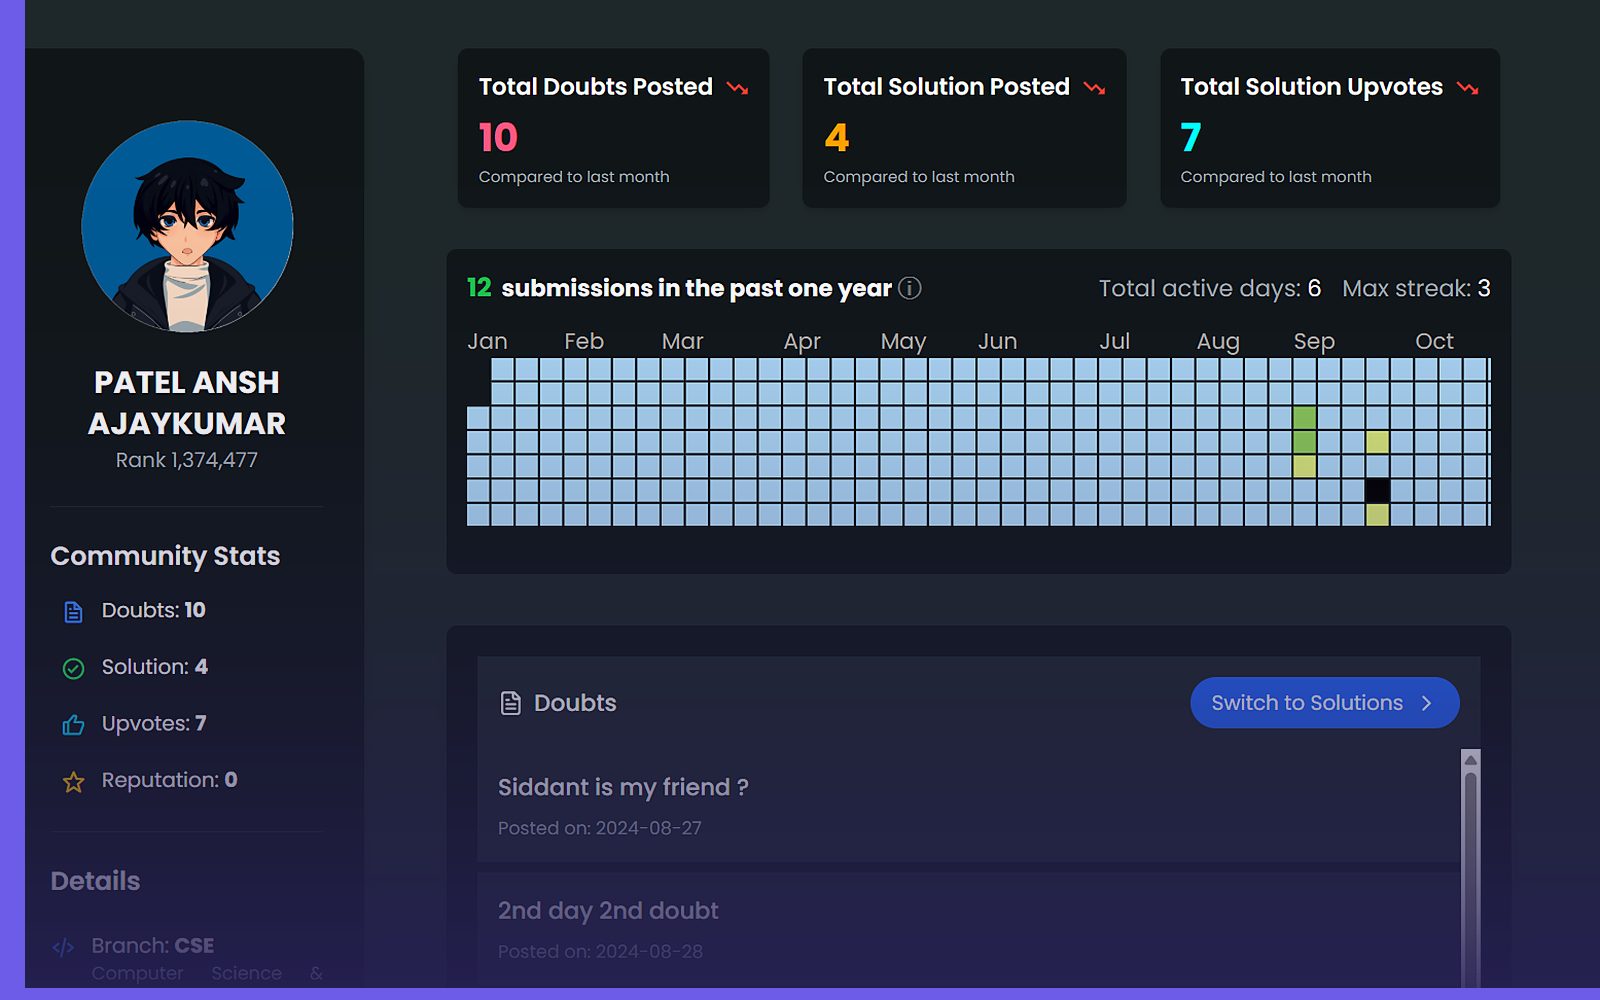 PATEL ANSH
AJAYKUMAR
Rank 1,374,477
Community Stats
Doubts: 10
Solution: 4
Upvotes: 7
Reputation: 0
Details
Branch: CSE
Computer Science &
Total Doubts Posted
10
Compared to last month
Total Solution Posted
4
Compared to last month
Total Solution Upvotes
7
Compared to last month
12 submissions in the past one year
Total active days: 6 Max streak: 3
Jan Feb Mar Apr May Jun Jul Aug Sep Oct
Doubts
Switch to Solutions
Siddant is my friend ?
Posted on: 2024-08-27
2nd day 2nd doubt
Posted on: 2024-08-28